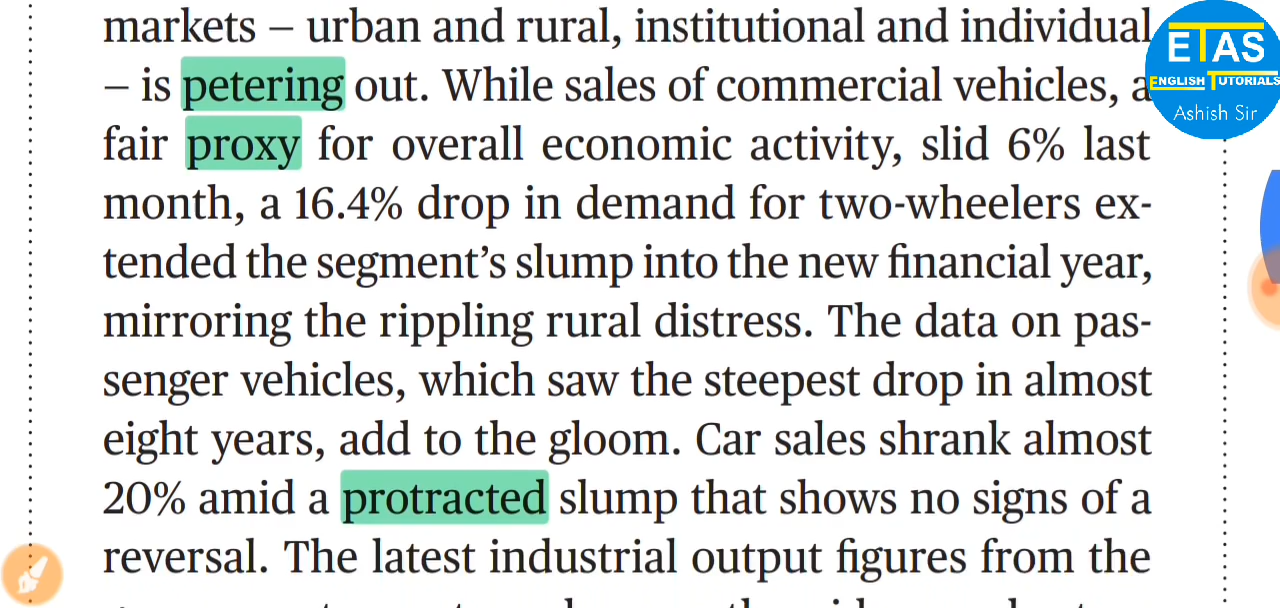 markets – urban and rural, institutional and individual
– is petering out. While sales of commercial vehicles, a
fair proxy for overall economic activity, slid 6% last
month, a 16.4% drop in demand for two-wheelers ex-
tended the segment’s slump into the new financial year,
mirroring the rippling rural distress. The data on pas-
senger vehicles, which saw the steepest drop in almost
eight years, add to the gloom. Car sales shrank almost
20% amid a protracted slump that shows no signs of a
reversal. The latest industrial output figures from the
ETAS
ENGLISH TUTORIALS
Ashish Sir